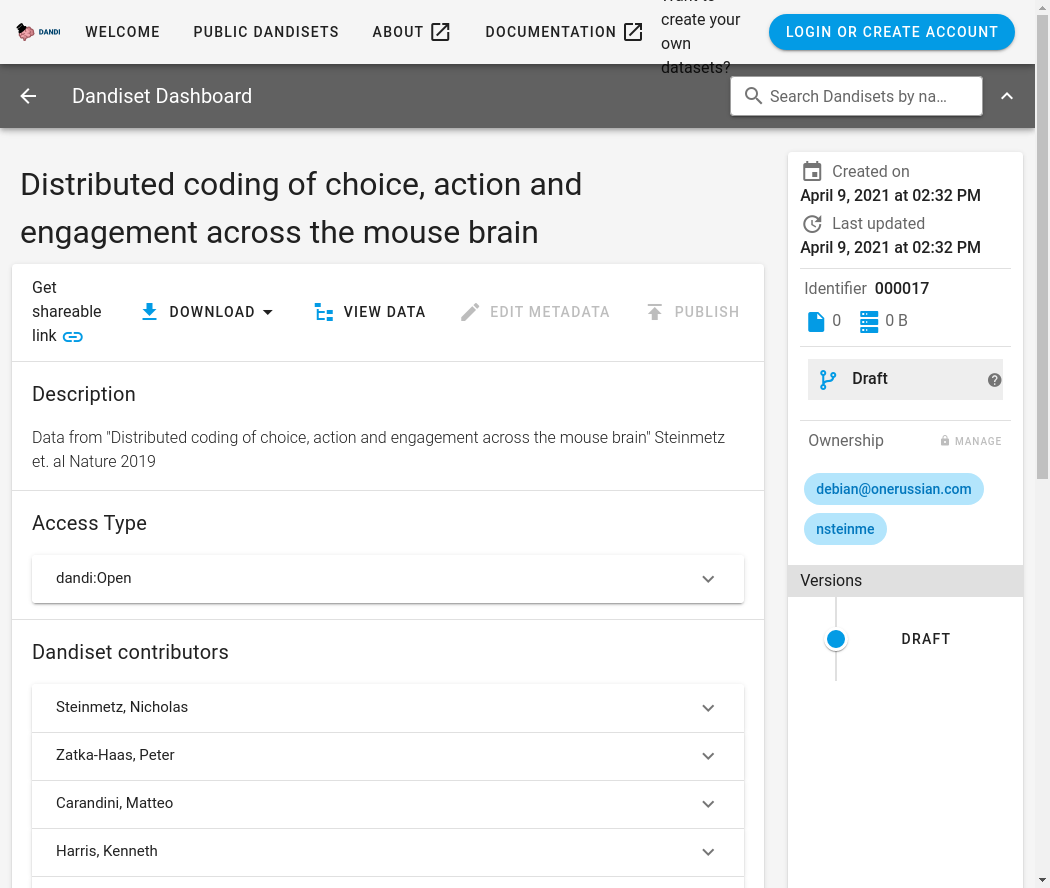 DANDI
WELCOME
PUBLIC DANDISETS
ABOUT
DOCUMENTATION
create your
own
datasets?
LOGIN OR CREATE ACCOUNT
Dandiset Dashboard
Search Dandisets by na...
Distributed coding of choice, action and
engagement across the mouse brain
Get
shareable
link
DOWNLOAD
VIEW DATA
EDIT METADATA
PUBLISH
Description
Data from "Distributed coding of choice, action and engagement across the mouse brain" Steinmetz
et. al Nature 2019
Access Type
dandi:Open
Dandiset contributors
Steinmetz, Nicholas
Zatka-Haas, Peter
Carandini, Matteo
Harris, Kenneth
Created on
April 9, 2021 at 02:32 PM
Last updated
April 9, 2021 at 02:32 PM
Identifier 000017
0 0 B
Draft
Ownership
MANAGE
debian@onerussian.com
nsteinme
Versions
DRAFT